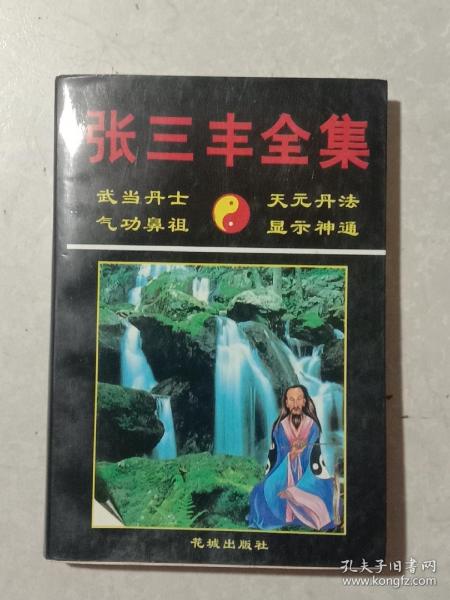 张三丰全集
武当丹士 天元丹法
气功鼻祖 显示神通
花城出版社
孔夫子旧书网
www.kongfz.com